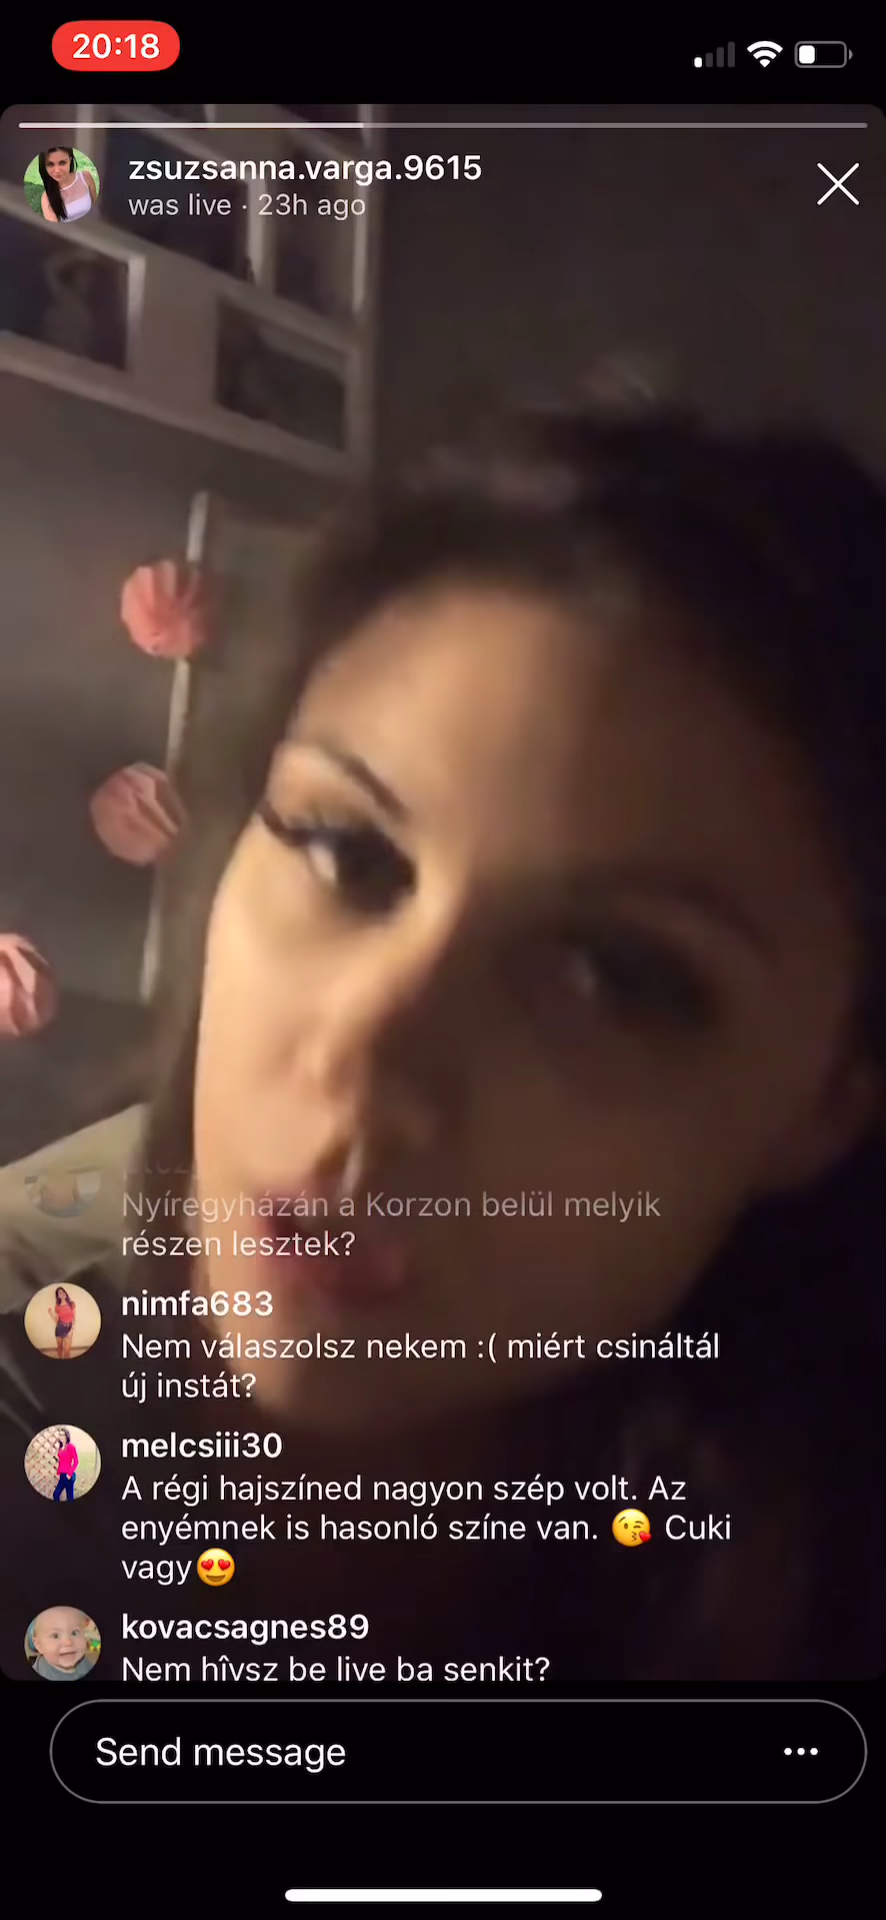 20:18
zsuzsanna.varga.9615
was live · 23h ago
Nyíregyházán a Korzon belül melyik
részen lesztek?
nimfa683
Nem válaszolsz nekem :( miért csináltál
új instát?
melcsiii30
A régi hajszíned nagyon szép volt. Az
enyémnek is hasonló színe van. 😘 Cuki
vagy😍
kovacsagnes89
Nem hîvsz be live ba senkit?
Send message